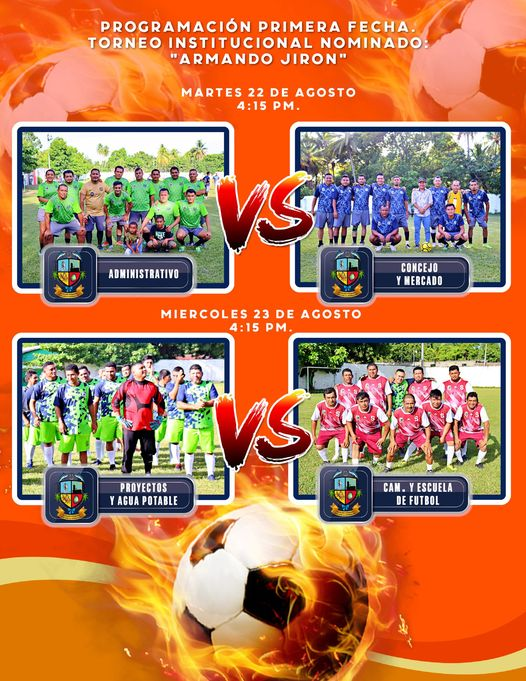 PROGRAMACIÓN PRIMERA FECHA.
TORNEO INSTITUCIONAL NOMINADO:
"ARMANDO JIRON"
MARTES 22 DE AGOSTO
4:15 PM.
VS
ADMINISTRATIVO
CONCEJO
Y MERCADO
MIERCOLES 23 DE AGOSTO
4:15 PM.
VS
PROYECTOS
Y AGUA POTABLE
CAM. Y ESCUELA
DE FUTBOL